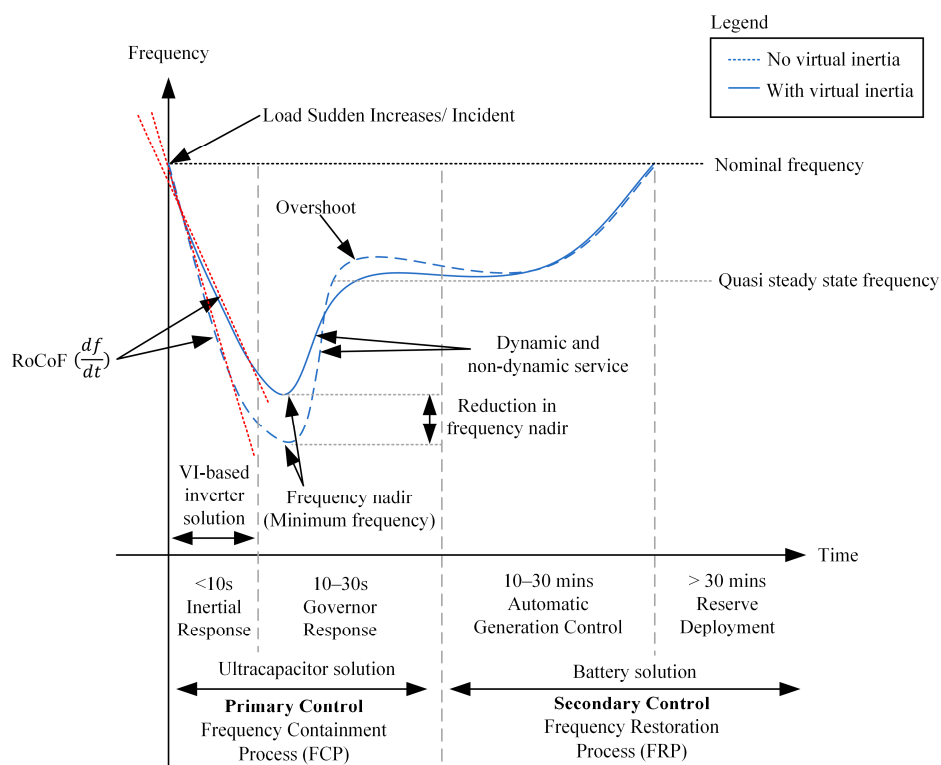 Legend
No virtual inertia
With virtual inertia
Frequency
Load Sudden Increases/ Incident
Nominal frequency
Overshoot
Quasi steady state frequency
RoCoF (df/dt)
Dynamic and
non-dynamic service
Reduction in
frequency nadir
VI-based
inverter
solution
Frequency nadir
(Minimum frequency)
Time
<10s
Inertial
Response
10–30s
Governor
Response
10–30 mins
Automatic
Generation Control
> 30 mins
Reserve
Deployment
Ultracapacitor solution
Battery solution
Primary Control
Frequency Containment
Process (FCP)
Secondary Control
Frequency Restoration
Process (FRP)